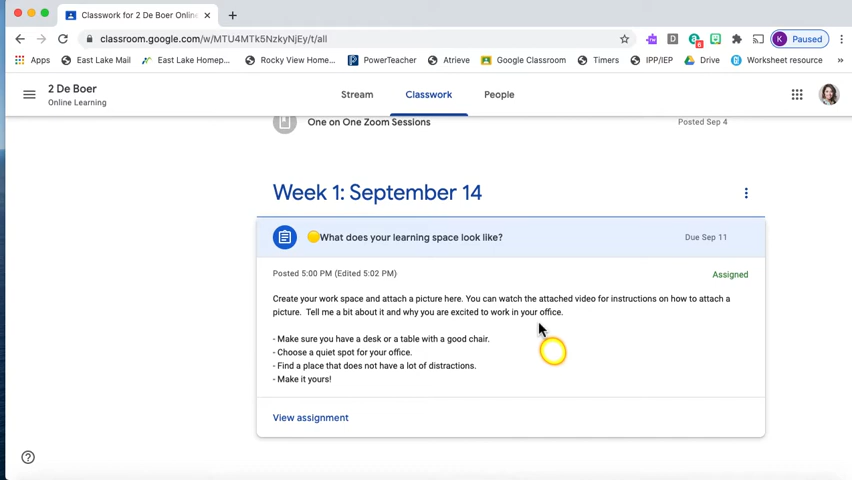 Classwork for 2 De Boer Onlin
classroom.google.com/w/MTU4MTk5NzkyNjEy/t/all
Paused
Apps East Lake Mail East Lake Homep... Rocky View Home... PowerTeacher Atrieve Google Classroom Timers IPP/IEP Drive Worksheet resource »
2 De Boer
Online Learning
Stream Classwork People
One on One Zoom Sessions Posted Sep 4
Week 1: September 14
What does your learning space look like? Due Sep 11
Posted 5:00 PM (Edited 5:02 PM) Assigned
Create your work space and attach a picture here. You can watch the attached video for instructions on how to attach a
picture. Tell me a bit about it and why you are excited to work in your office.
- Make sure you have a desk or a table with a good chair.
- Choose a quiet spot for your office.
- Find a place that does not have a lot of distractions.
- Make it yours!
View assignment